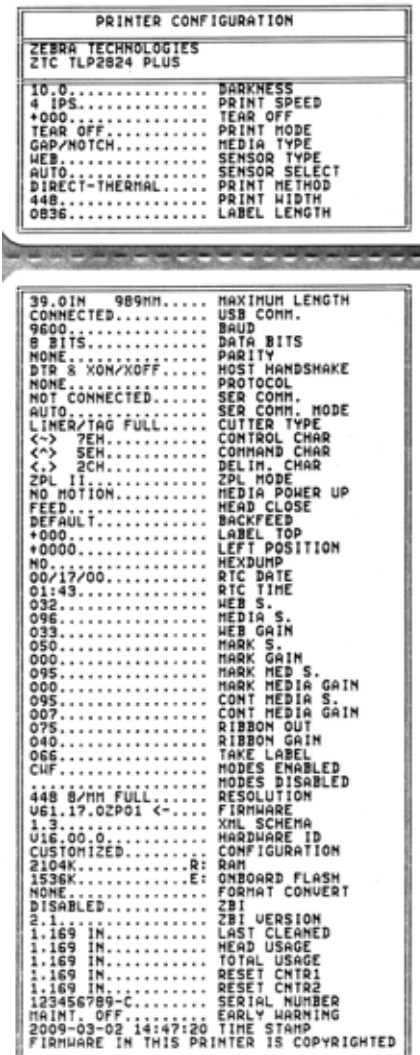 PRINTER CONFIGURATION
ZEBRA TECHNOLOGIES
ZTC TLP2824 PLUS
10.0............... DARKNESS
4 IPS.............. PRINT SPEED
+000............... TEAR OFF
TEAR OFF........... PRINT MODE
GAP/NOTCH.......... MEDIA TYPE
WEB................ SENSOR TYPE
AUTO............... SENSOR SELECT
DIRECT-THERMAL..... PRINT METHOD
448................ PRINT WIDTH
0836............... LABEL LENGTH
39.0IN   989MM..... MAXIMUM LENGTH
CONNECTED.......... USB COMM.
9600............... BAUD
8 BITS............. DATA BITS
NONE............... PARITY
DTR & XON/XOFF..... HOST HANDSHAKE
NONE............... PROTOCOL
NOT CONNECTED...... SER COMM.
AUTO............... SER COMM. MODE
LINER/TAG FULL..... CUTTER TYPE
<~>  7EH........... CONTROL CHAR
<^>  5EH........... COMMAND CHAR
<,>  2CH........... DELIM. CHAR
ZPL II............. ZPL MODE
NO MOTION.......... MEDIA POWER UP
FEED............... HEAD CLOSE
DEFAULT............ BACKFEED
+000............... LABEL TOP
+0000.............. LEFT POSITION
NO................. HEXDUMP
00/17/00........... RTC DATE
01:43.............. RTC TIME
032................ WEB S.
096................ MEDIA S.
033................ WEB GAIN
050................ MARK S.
000................ MARK GAIN
095................ MARK MED S.
000................ MARK MEDIA GAIN
095................ CONT MEDIA S.
007................ CONT MEDIA GAIN
075................ RIBBON OUT
040................ RIBBON GAIN
066................ TAKE LABEL
CWF................ MODES ENABLED
................... MODES DISABLED
448 8/MM FULL...... RESOLUTION
V61.17.0ZP01 <-.... FIRMWARE
1.3................ XML SCHEMA
V16.00.0........... HARDWARE ID
CUSTOMIZED......... CONFIGURATION
2104K............R: RAM
1536K............E: ONBOARD FLASH
NONE............... FORMAT CONVERT
DISABLED........... ZBI
2.1................ ZBI VERSION
1.169 IN........... LAST CLEANED
1.169 IN........... HEAD USAGE
1.169 IN........... TOTAL USAGE
1.169 IN........... RESET CNTR1
1.169 IN........... RESET CNTR2
123456789-C........ SERIAL NUMBER
MAINT. OFF......... EARLY WARNING
2009-03-02 14:47:20 TIME STAMP
FIRMWARE IN THIS PRINTER IS COPYRIGHTED